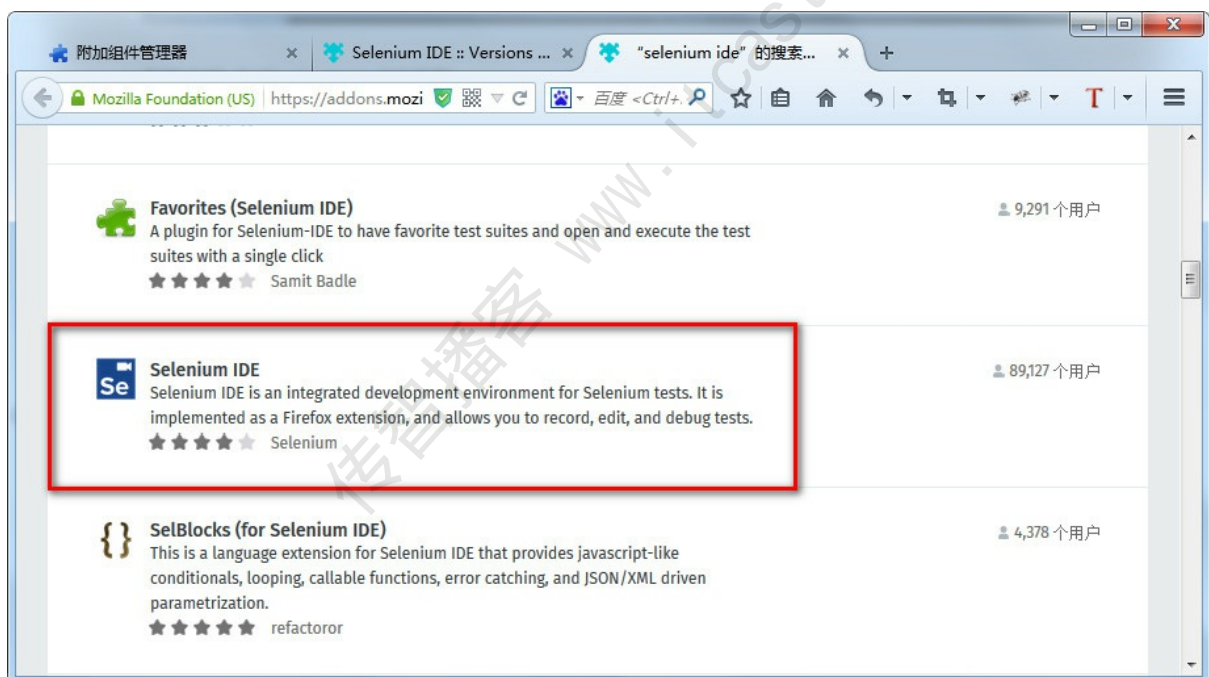 附加组件管理器
Selenium IDE :: Versions ...
“selenium ide”的搜索...
Mozilla Foundation (US)
https://addons.mozi
百度 <Ctrl+.
T
Favorites (Selenium IDE)
9,291 个用户
A plugin for Selenium-IDE to have favorite test suites and open and execute the test
suites with a single click
Samit Badle
Se
Selenium IDE
89,127 个用户
Selenium IDE is an integrated development environment for Selenium tests. It is
implemented as a Firefox extension, and allows you to record, edit, and debug tests.
Selenium
{ }
SelBlocks (for Selenium IDE)
4,378 个用户
This is a language extension for Selenium IDE that provides javascript-like
conditionals, looping, callable functions, error catching, and JSON/XML driven
parametrization.
refactoror
传智播客 www.itcast